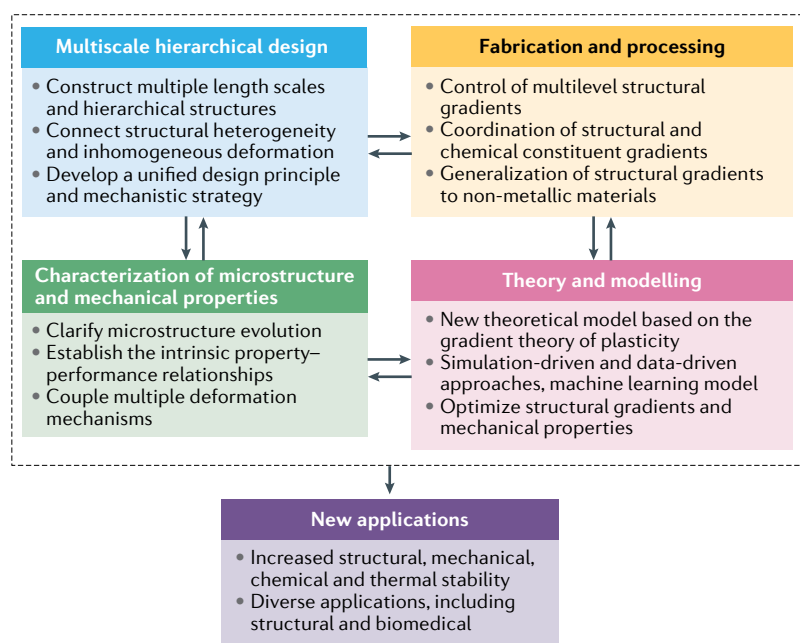 Multiscale hierarchical design
• Construct multiple length scales
and hierarchical structures
• Connect structural heterogeneity
and inhomogeneous deformation
• Develop a unified design principle
and mechanistic strategy
Fabrication and processing
• Control of multilevel structural
gradients
• Coordination of structural and
chemical constituent gradients
• Generalization of structural gradients
to non-metallic materials
Characterization of microstructure
and mechanical properties
• Clarify microstructure evolution
• Establish the intrinsic property–
performance relationships
• Couple multiple deformation
mechanisms
Theory and modelling
• New theoretical model based on the
gradient theory of plasticity
• Simulation-driven and data-driven
approaches, machine learning model
• Optimize structural gradients and
mechanical properties
New applications
• Increased structural, mechanical,
chemical and thermal stability
• Diverse applications, including
structural and biomedical